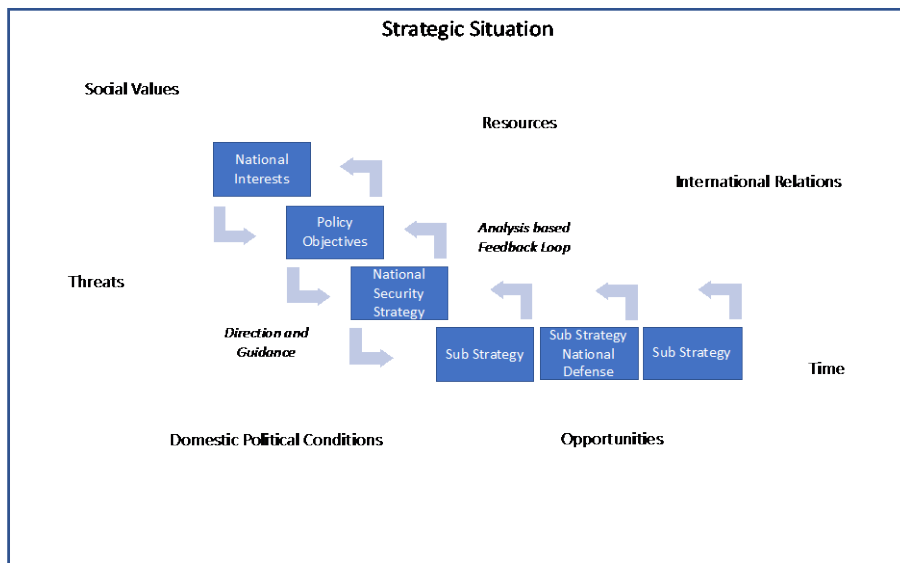 Strategic Situation
Social Values
Resources
National
Interests
International Relations
Policy
Objectives
Analysis based
Feedback Loop
Threats
National
Security
Strategy
Direction and
Guidance
Sub Strategy
Sub Strategy
National
Defense
Sub Strategy
Time
Domestic Political Conditions
Opportunities